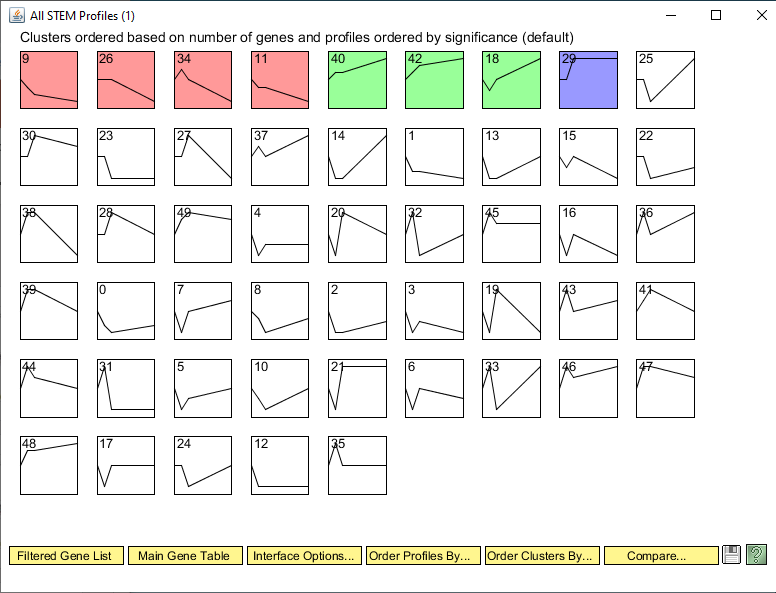 All STEM Profiles (1)
Clusters ordered based on number of genes and profiles ordered by significance (default)
9 26 34 11 40 42 18 29 25
30 23 27 37 14 1 13 15 22
38 28 49 4 20 32 45 16 36
39 0 7 8 2 3 19 43 41
44 31 5 10 21 6 33 46 47
48 17 24 12 35
Filtered Gene List Main Gene Table Interface Options... Order Profiles By... Order Clusters By... Compare... ?